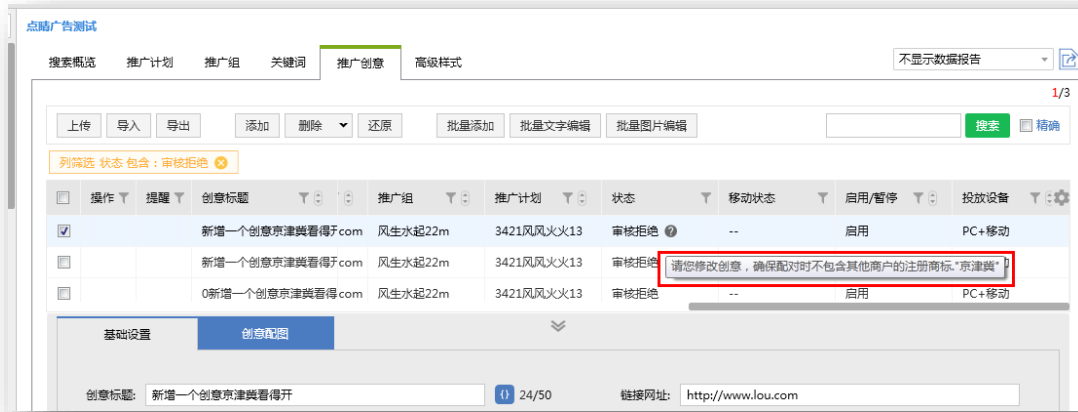 点睛广告测试
搜索概览 推广计划 推广组 关键词 推广创意 高级样式 不显示数据报告
1/3
上传 导入 导出 添加 删除 还原 批量添加 批量文字编辑 批量图片编辑 搜索 精确
列筛选 状态 包含：审核拒绝
操作 提醒 创意标题 推广组 推广计划 状态 移动状态 启用/暂停 投放设备
新增一个创意京津冀看得开com 风生水起22m 3421风风火火13 审核拒绝 -- 启用 PC+移动
新增一个创意京津冀看得开com 风生水起22m 3421风风火火13 审核拒绝
请您修改创意，确保配对时不包含其他商户的注册商标."京津冀"
0新增一个创意京津冀看得com 风生水起22m 3421风风火火13 审核拒绝 -- 启用 PC+移动
基础设置 创意配图
创意标题: 新增一个创意京津冀看得开 {} 24/50 链接网址: http://www.lou.com